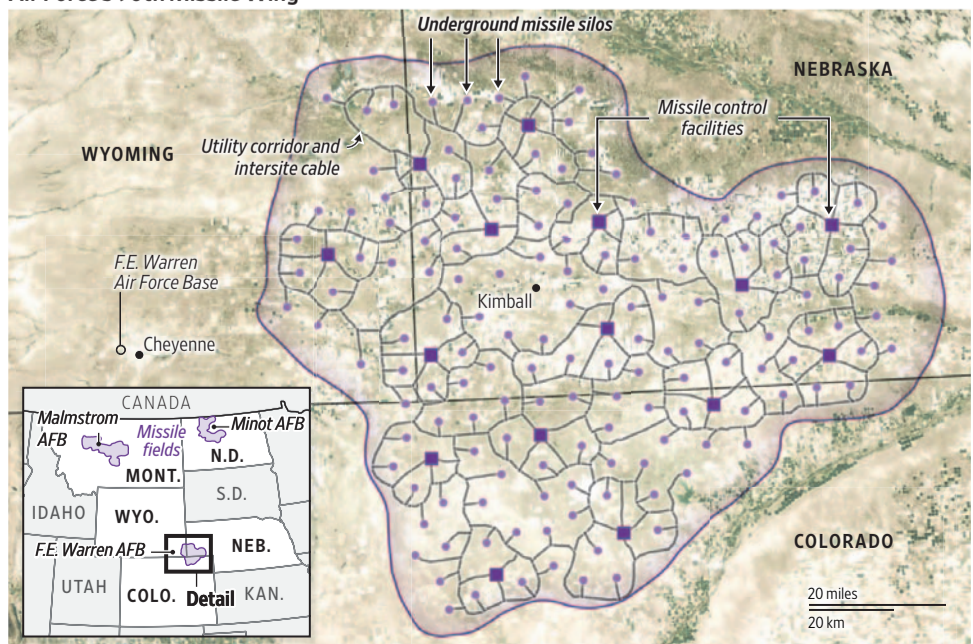 Underground missile silos
NEBRASKA
Missile control
facilities
WYOMING
Utility corridor and
intersite cable
F.E. Warren
Air Force Base
Kimball
Cheyenne
CANADA
Malmstrom
AFB
Missile
fields
Minot AFB
MONT.
N.D.
S.D.
IDAHO
WYO.
F.E. Warren AFB
NEB.
UTAH
COLO.
Detail
KAN.
COLORADO
20 miles
20 km